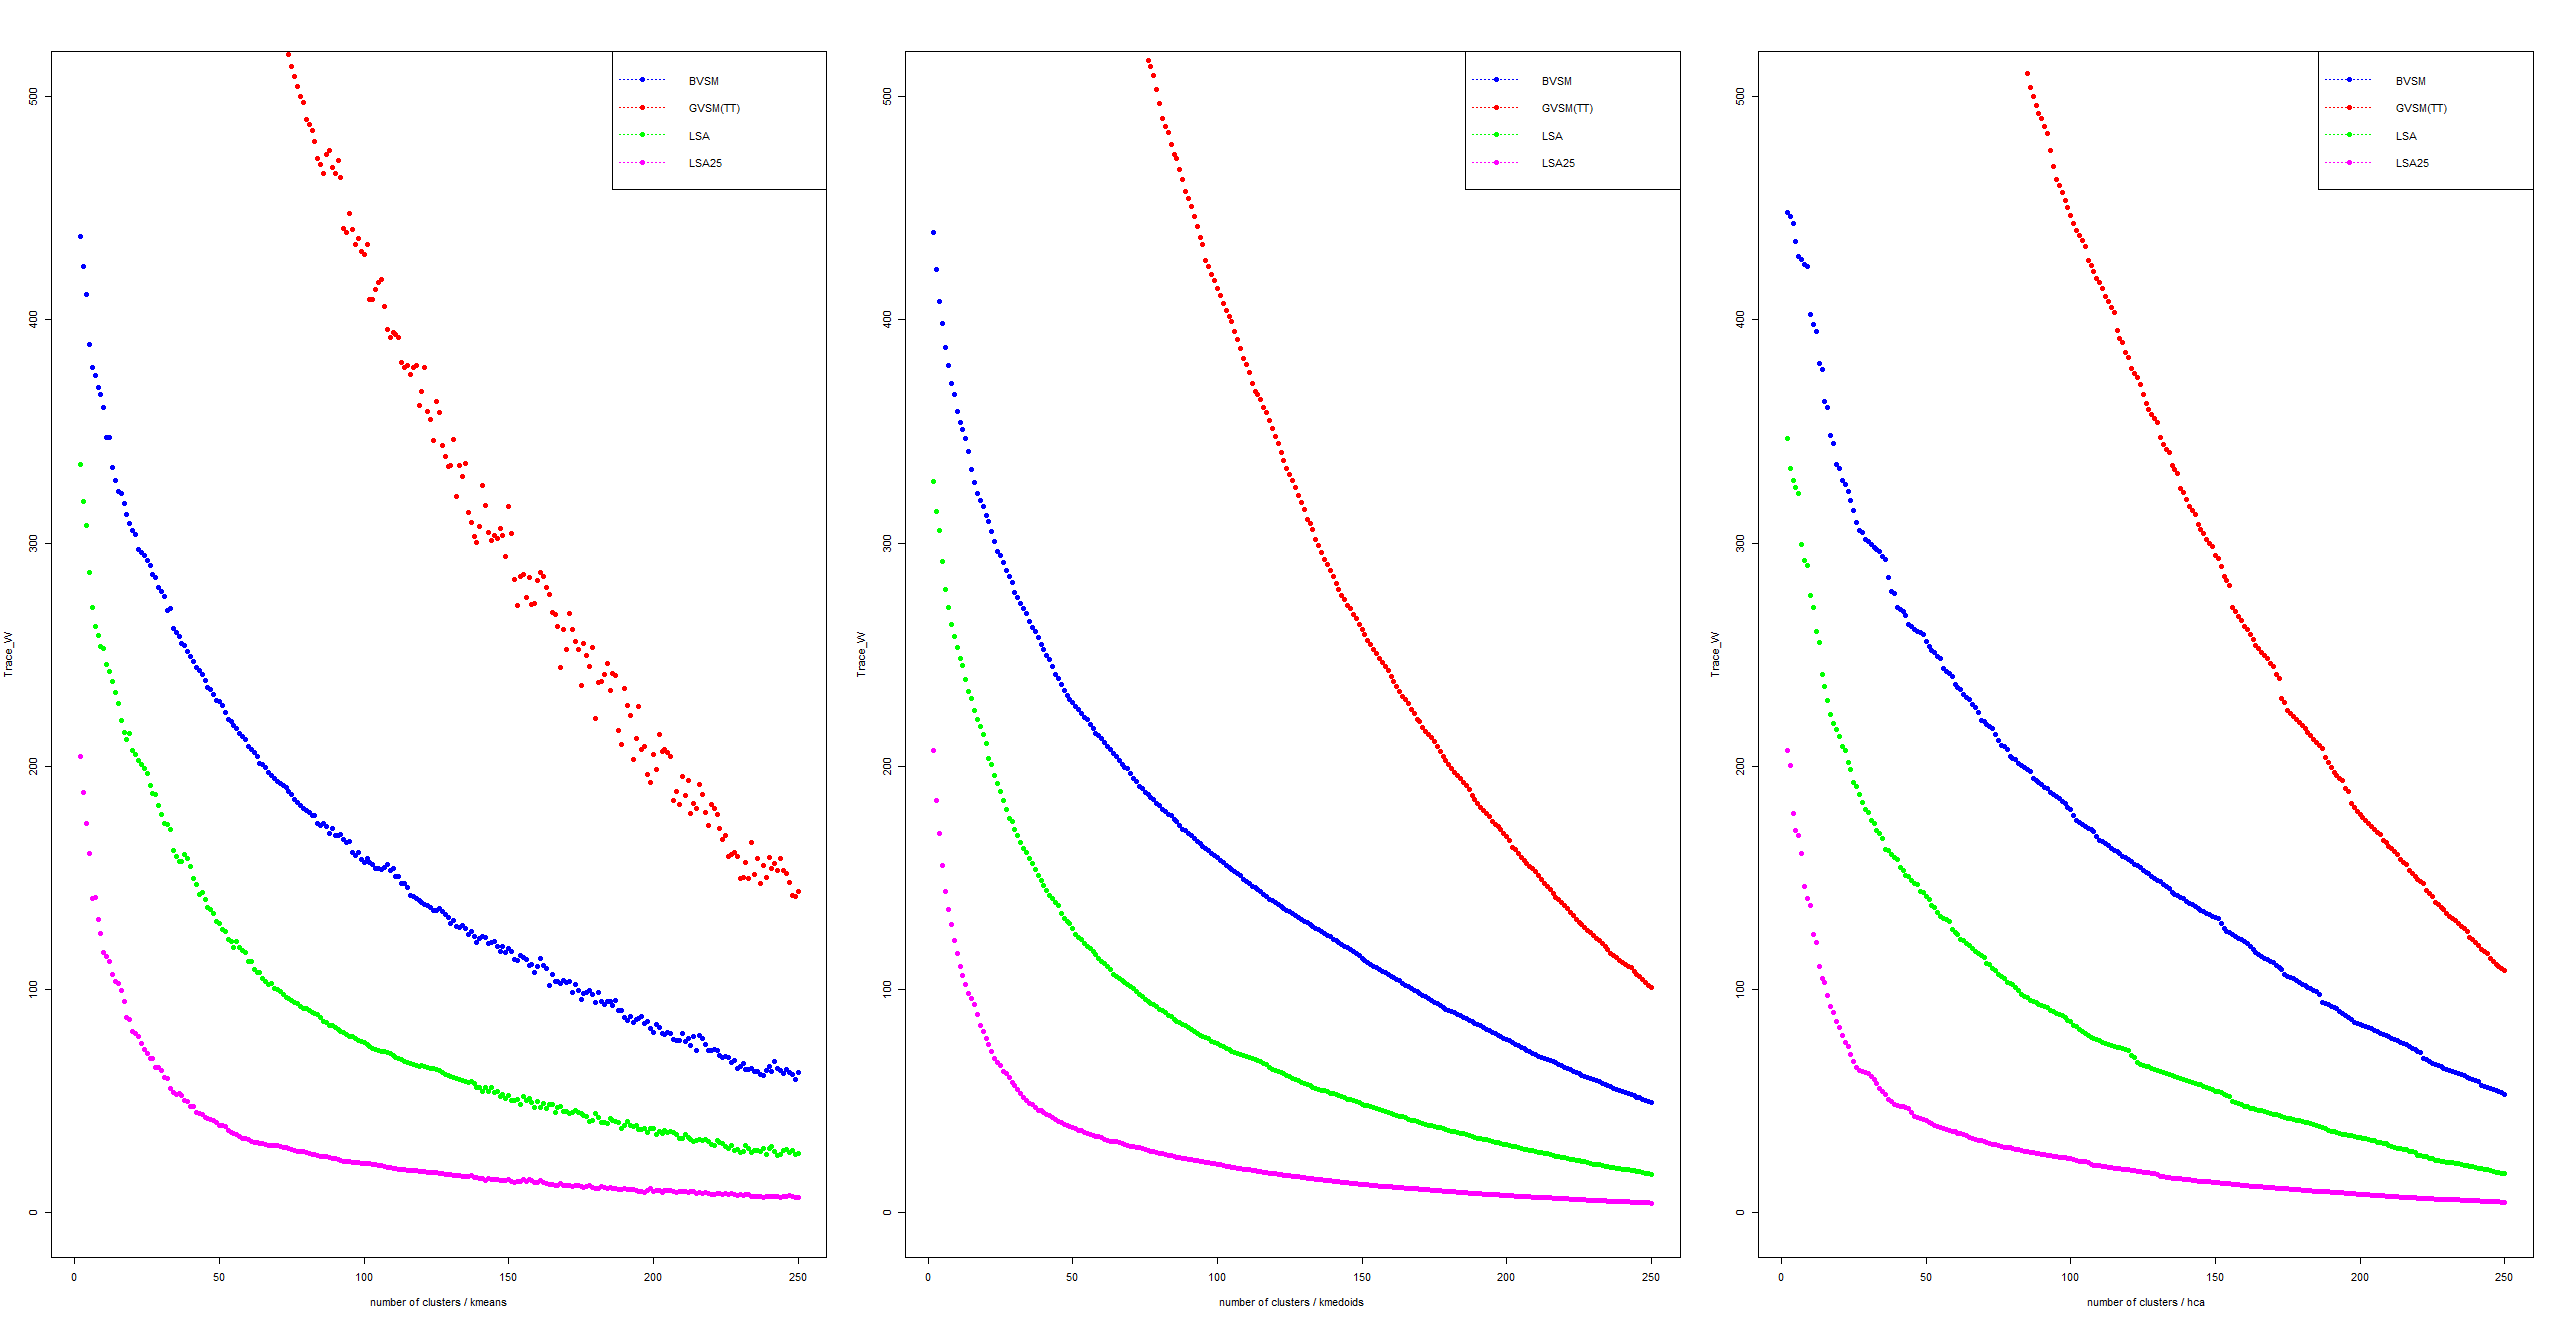 BVSM
GVSM(TT)
LSA
LSA25
500
400
300
200
100
0
Trace_W
0 50 100 150 200 250
number of clusters / kmeans
BVSM
GVSM(TT)
LSA
LSA25
500
400
300
200
100
0
Trace_W
0 50 100 150 200 250
number of clusters / kmedoids
BVSM
GVSM(TT)
LSA
LSA25
500
400
300
200
100
0
Trace_W
0 50 100 150 200 250
number of clusters / hca